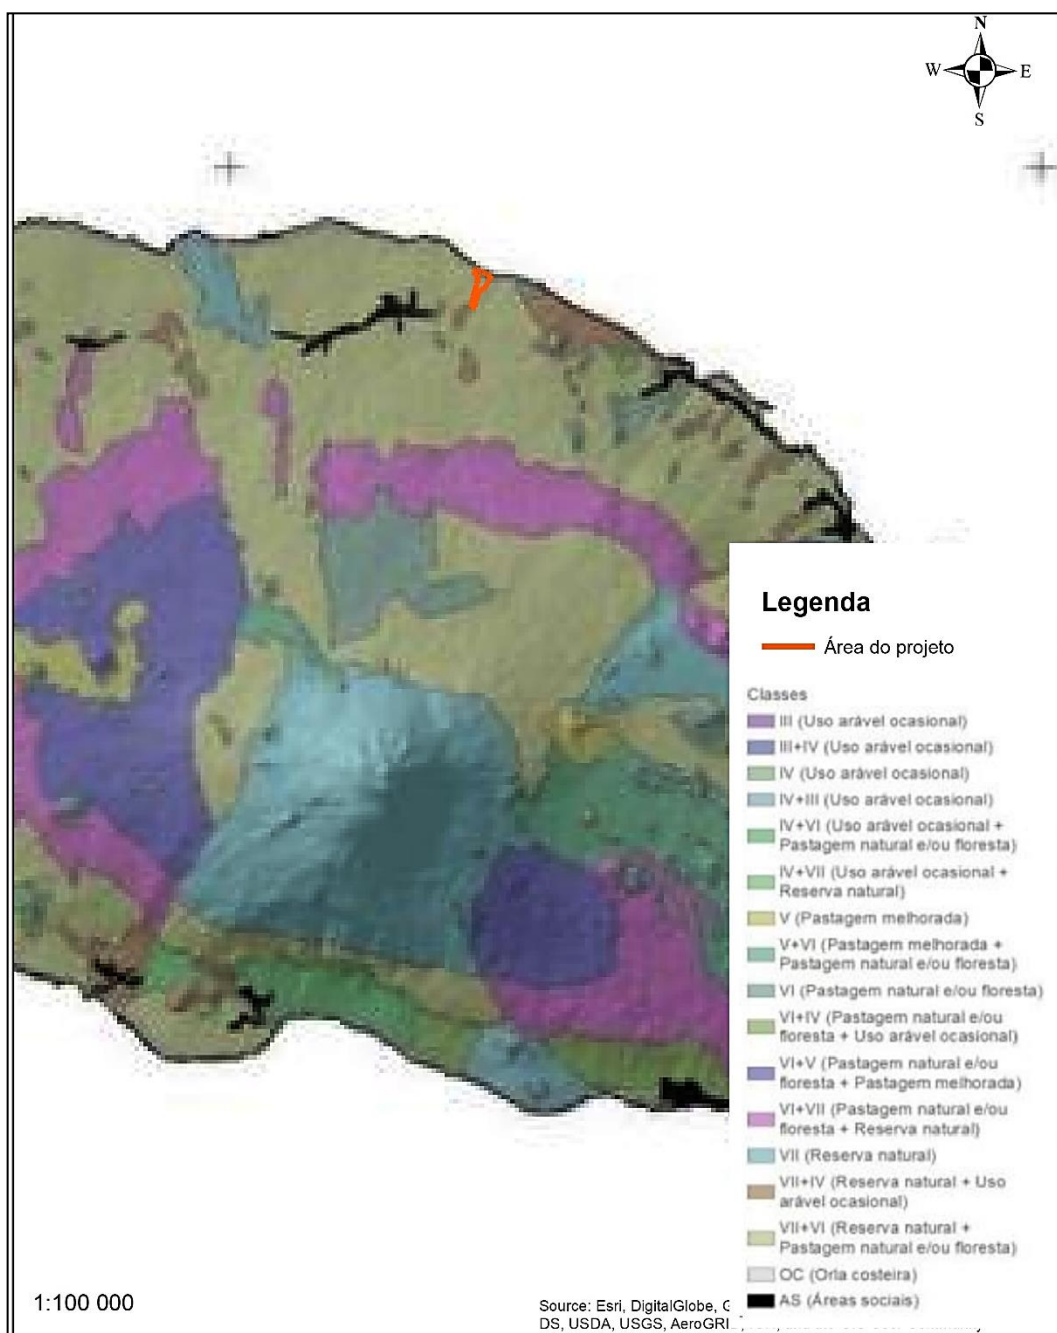 N
W E
S
Legenda
Área do projeto
Classes
III (Uso arável ocasional)
III+IV (Uso arável ocasional)
IV (Uso arável ocasional)
IV+III (Uso arável ocasional)
IV+VI (Uso arável ocasional +
Pastagem natural e/ou floresta)
IV+VII (Uso arável ocasional +
Reserva natural)
V (Pastagem melhorada)
V+VI (Pastagem melhorada +
Pastagem natural e/ou floresta)
VI (Pastagem natural e/ou floresta)
VI+IV (Pastagem natural e/ou
floresta + Uso arável ocasional)
VI+V (Pastagem natural e/ou
floresta + Pastagem melhorada)
VI+VII (Pastagem natural e/ou
floresta + Reserva natural)
VII (Reserva natural)
VII+IV (Reserva natural + Uso
arável ocasional)
VII+VI (Reserva natural +
Pastagem natural e/ou floresta)
OC (Orla costeira)
AS (Áreas sociais)
1:100 000
Source: Esri, DigitalGlobe,
DS, USDA, USGS,